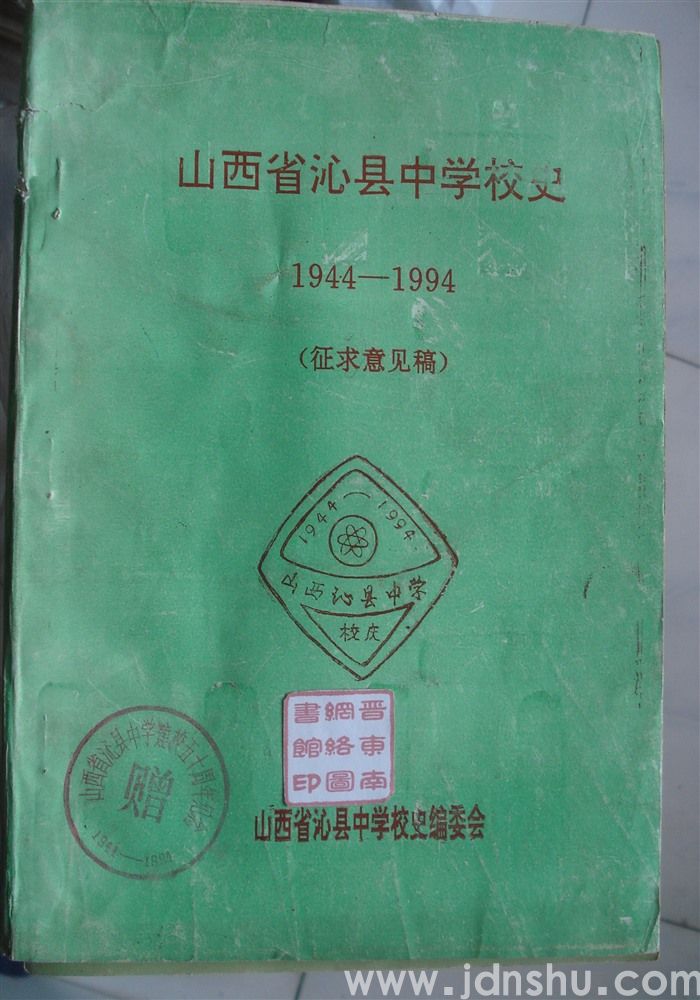 山西省沁县中学校史
1944—1994
(征求意见稿)
1944—1994
山西沁县中学
校庆
晋东南
網絡圖
書館印
山西省沁县中学建校五十周年纪念
赠
1944——1994
山西省沁县中学校史编委会
www.jdnshu.com